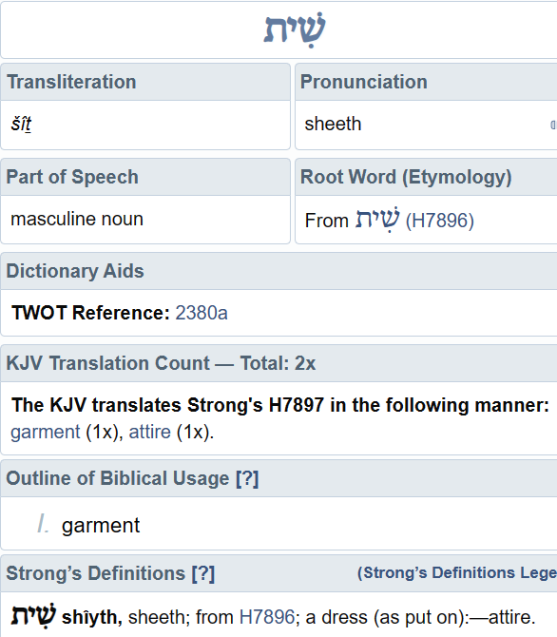 שִׁית
Transliteration
šîṯ
Pronunciation
sheeth
Part of Speech
masculine noun
Root Word (Etymology)
From שִׁית (H7896)
Dictionary Aids
TWOT Reference: 2380a
KJV Translation Count — Total: 2x
The KJV translates Strong's H7897 in the following manner:
garment (1x), attire (1x).
Outline of Biblical Usage [?]
I. garment
Strong’s Definitions [?]
(Strong’s Definitions Lege
שִׁית shîyth, sheeth; from H7896; a dress (as put on):—attire.